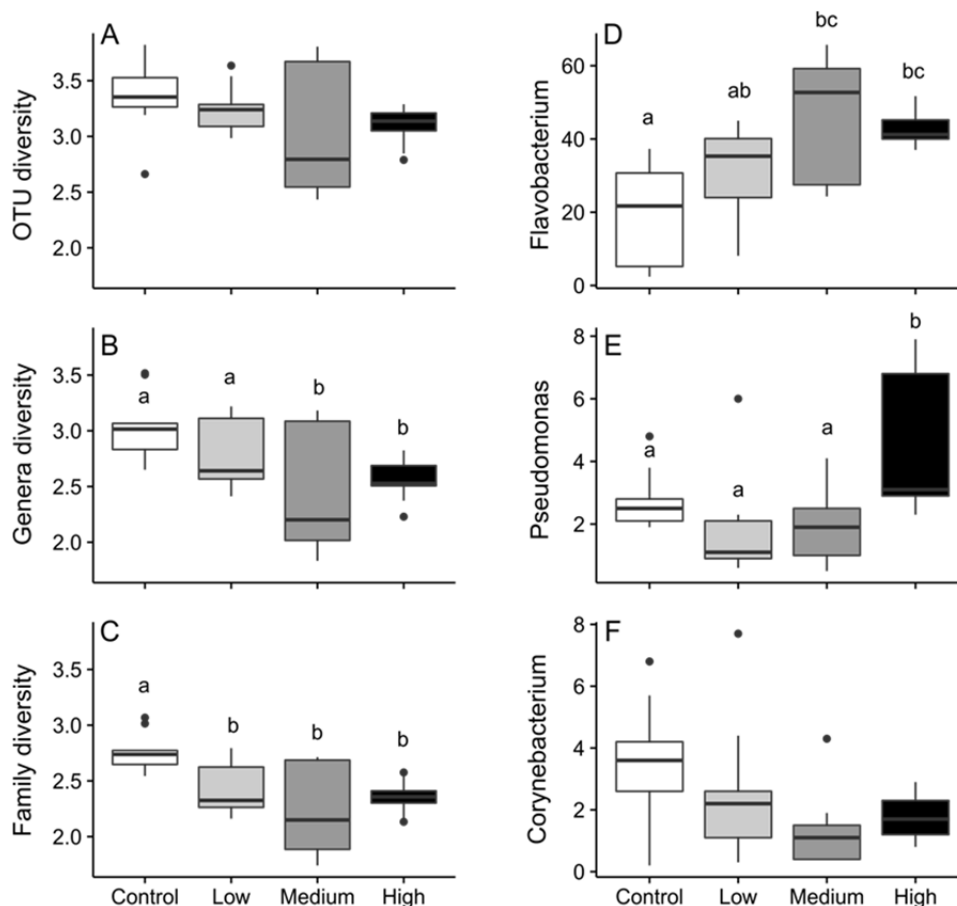 A
OTU diversity
3.5
3.0
2.5
2.0
D
Flavobacterium
60
40
20
0
a
ab
bc
bc
B
Genera diversity
3.5
3.0
2.5
2.0
a
a
b
b
E
Pseudomonas
8
6
4
2
a
a
a
b
C
Family diversity
3.5
3.0
2.5
2.0
a
b
b
b
Control Low Medium High
F
Corynebacterium
8
6
4
2
0
Control Low Medium High